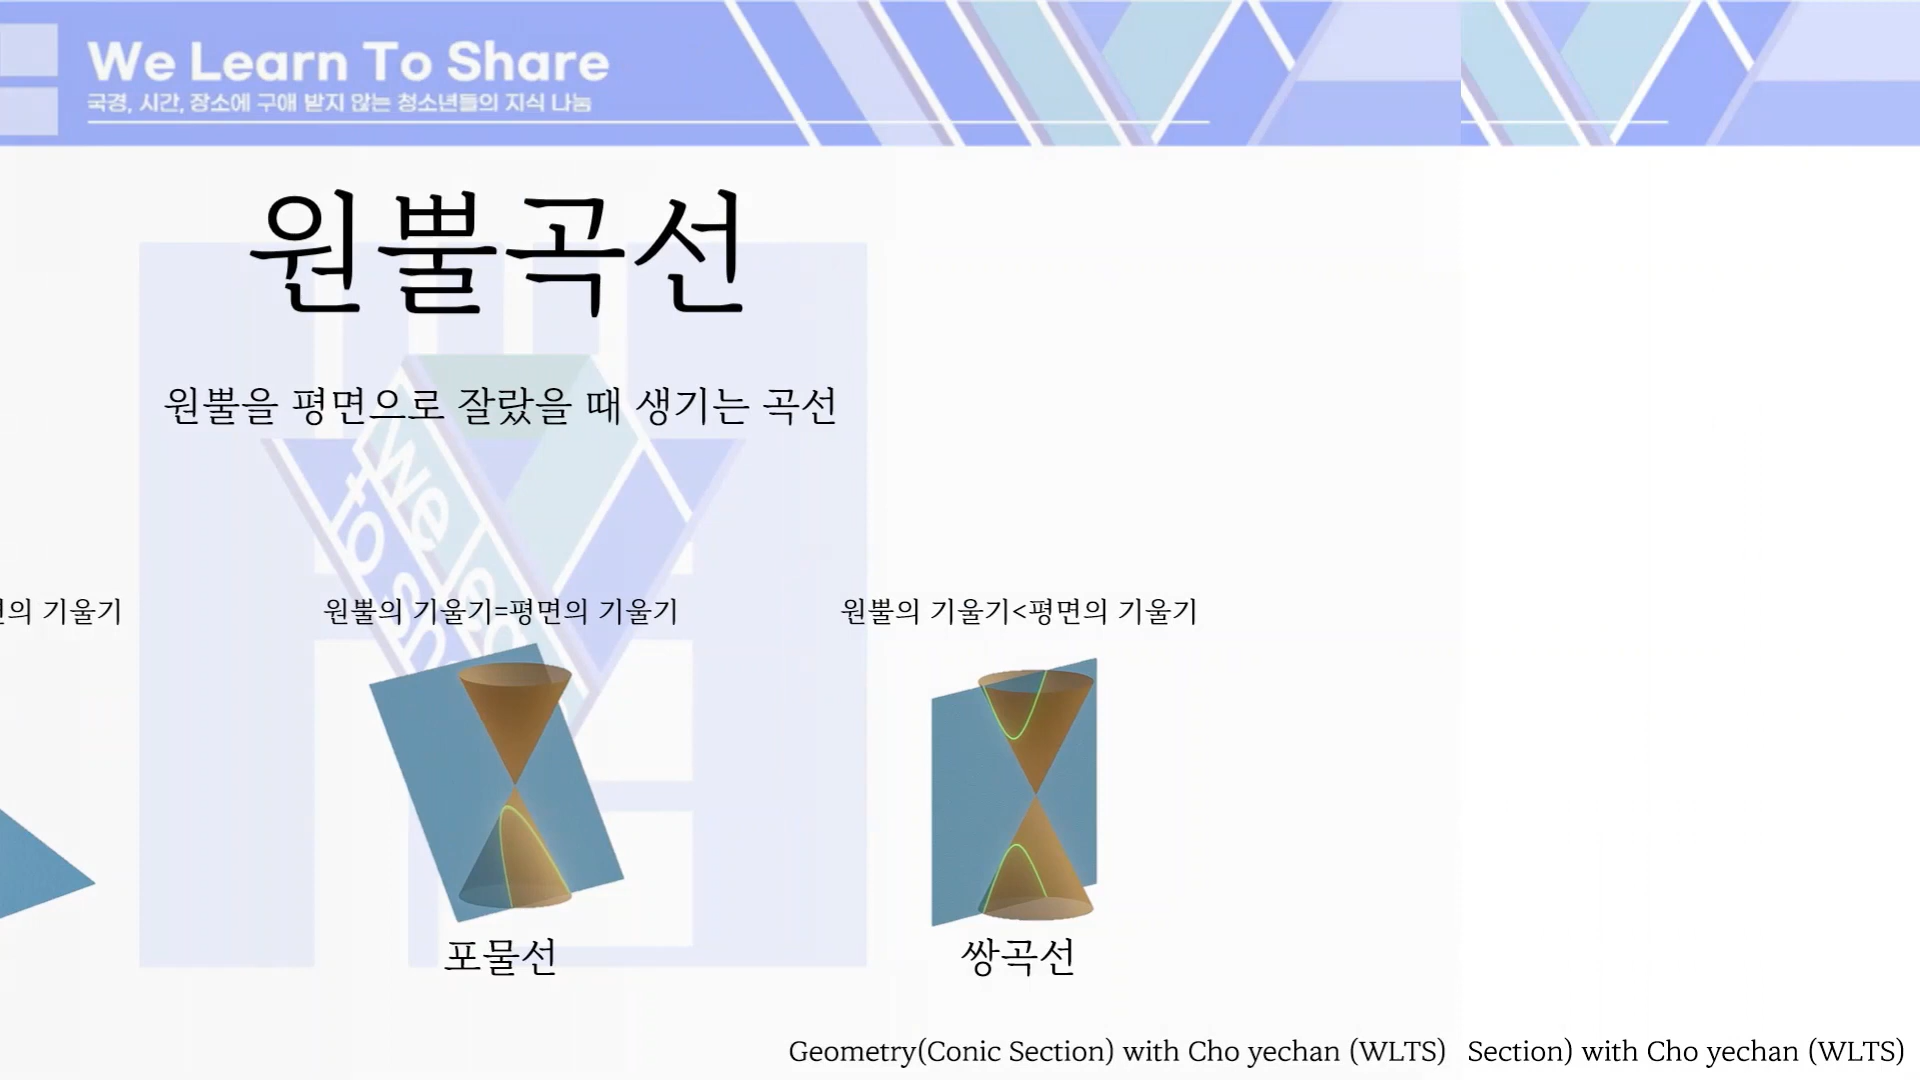 We Learn To Share
국경, 시간, 장소에 구애 받지 않는 청소년들의 지식 나눔
원뿔곡선
원뿔을 평면으로 잘랐을 때 생기는 곡선
의 기울기
원뿔의 기울기=평면의 기울기
원뿔의 기울기<평면의 기울기
we
to
포물선
쌍곡선
Geometry(Conic Section) with Cho yechan (WLTS)
Section) with Cho yechan (WLTS)